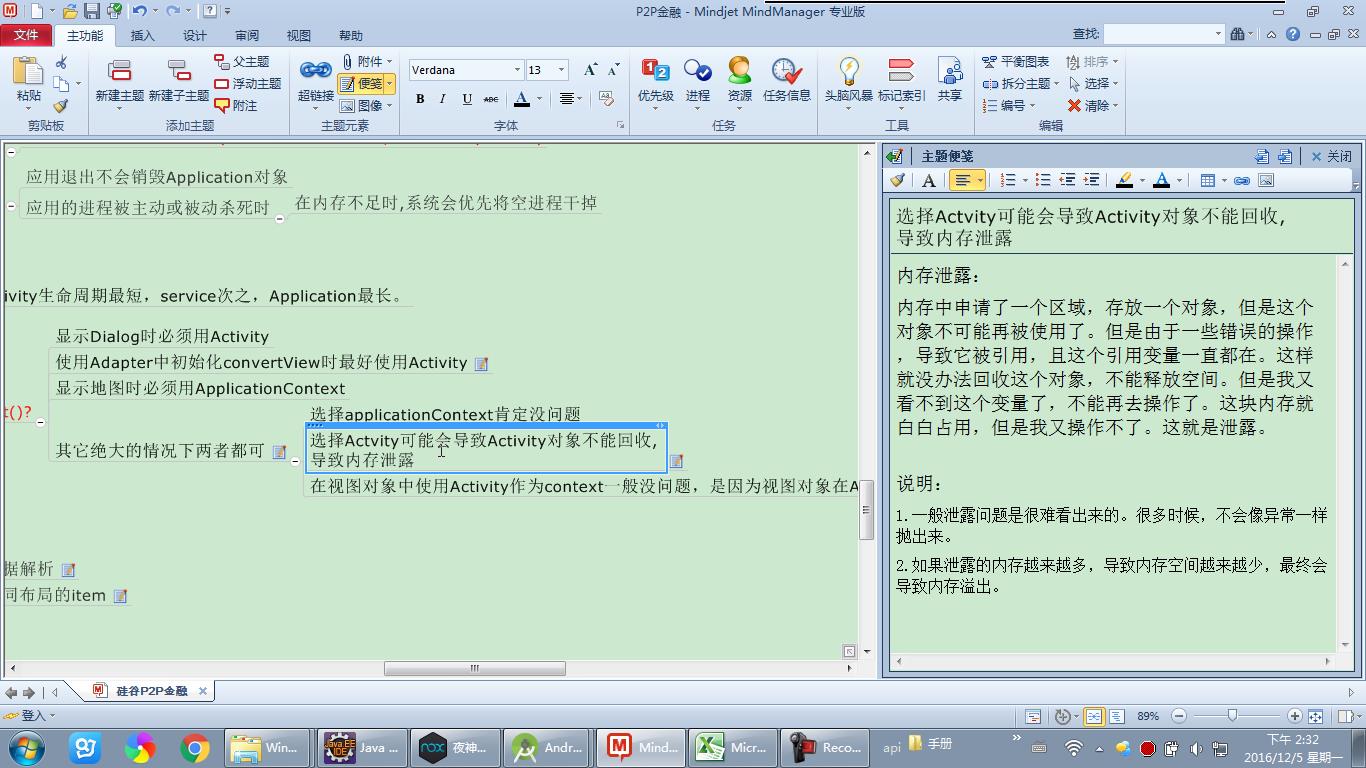 P2P金融 - Mindjet MindManager 专业版
文件 主功能 插入 设计 审阅 视图 帮助 查找:
粘贴 剪贴板
新建主题 新建子主题 父主题 浮动主题 附注 添加主题
超链接 附件 便笺 图像 主题元素
Verdana 13
B I U ABC A 字体
优先级 进程 资源 任务信息 任务
头脑风暴 标记索引 共享 工具
平衡图表 排序
拆分主题 选择
编号 清除
编辑
应用退出不会销毁Application对象
应用的进程被主动或被动杀死时 在内存不足时,系统会优先将空进程干掉
ivity生命周期最短，service次之，Application最长。
显示Dialog时必须用Activity
使用Adapter中初始化convertView时最好使用Activity
显示地图时必须用ApplicationContext
t()?
选择applicationContext肯定没问题
其它绝大的情况下两者都可
选择Actvity可能会导致Activity对象不能回收,
导致内存泄露
在视图对象中使用Activity作为context一般没问题，是因为视图对象在A
据解析
同布局的item
主题便笺 关闭
选择Actvity可能会导致Activity对象不能回收,
导致内存泄露
内存泄露：
内存中申请了一个区域，存放一个对象，但是这个
对象不可能再被使用了。但是由于一些错误的操作
，导致它被引用，且这个引用变量一直都在。这样
就没办法回收这个对象，不能释放空间。但是我又
看不到这个变量了，不能再去操作了。这块内存就
白白占用，但是我又操作不了。这就是泄露。
说明：
1.一般泄露问题是很难看出来的。很多时候，不会像异常一样
抛出来。
2.如果泄露的内存越来越多，导致内存空间越来越少，最终会
导致内存溢出。
硅谷P2P金融
登入 89%
Win... Java ... 夜神... Andr... Mind... Micr... Reco... api 手册
下午 2:32
2016/12/5 星期一